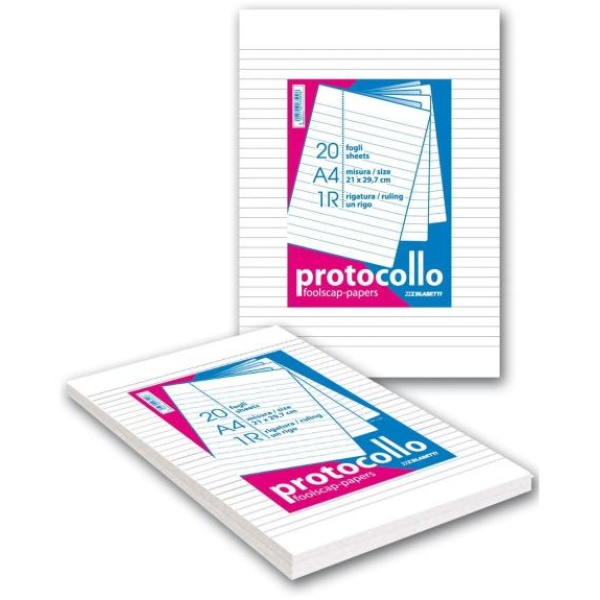 20 fogli
sheets
A4 misura / size
21 x 29,7 cm
1R rigatura / ruling
un rigo
protocollo
foolscap-papers
BLASETTI
20 fogli
sheets
A4 misura / size
21 x 29,7 cm
1R rigatura / ruling
un rigo
protocollo
foolscap-papers
BLASETTI